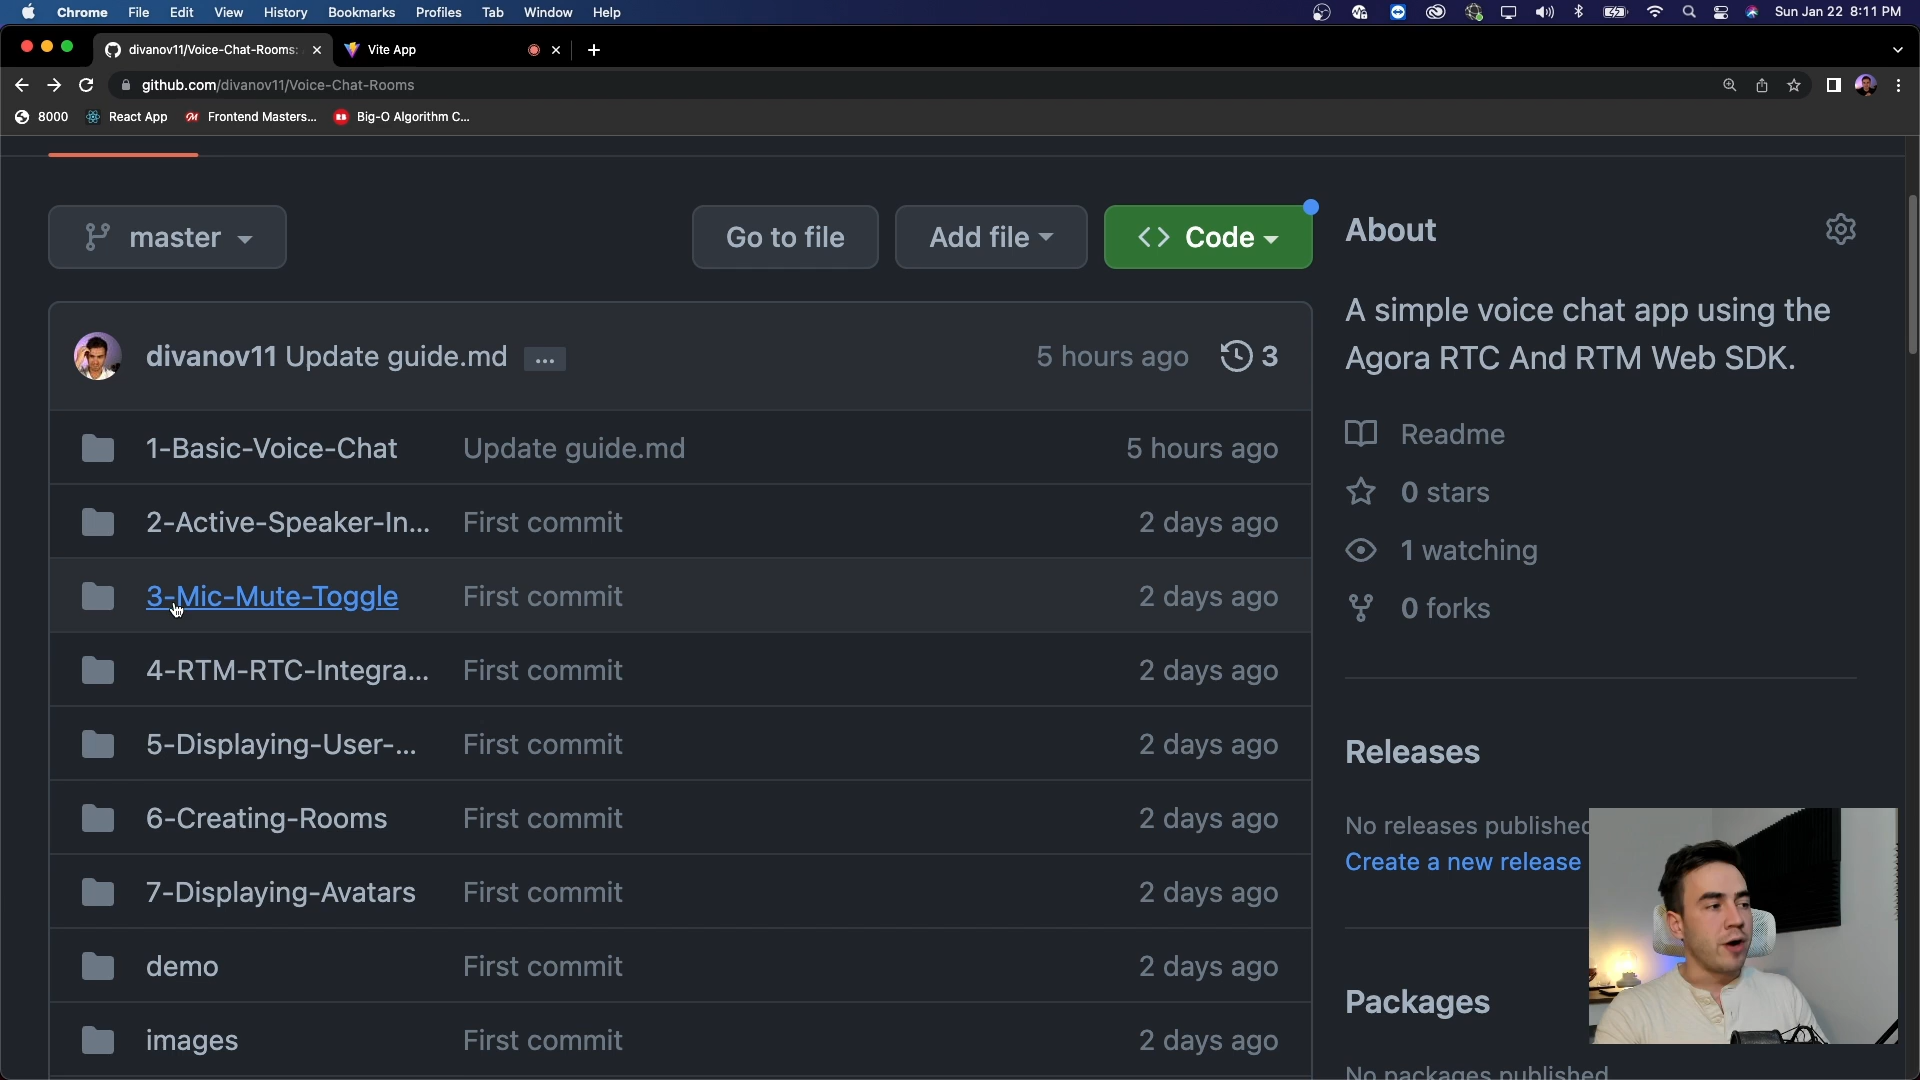 Chrome File Edit View History Bookmarks Profiles Tab Window Help Sun Jan 22 8:11 PM
divanov11/Voice-Chat-Rooms: Vite App
github.com/divanov11/Voice-Chat-Rooms
8000 React App Frontend Masters... Big-O Algorithm C...
master Go to file Add file <> Code
About
A simple voice chat app using the
Agora RTC And RTM Web SDK.
divanov11 Update guide.md ... 5 hours ago 3
1-Basic-Voice-Chat Update guide.md 5 hours ago
2-Active-Speaker-In... First commit 2 days ago
3-Mic-Mute-Toggle First commit 2 days ago
4-RTM-RTC-Integra... First commit 2 days ago
5-Displaying-User-... First commit 2 days ago
6-Creating-Rooms First commit 2 days ago
7-Displaying-Avatars First commit 2 days ago
demo First commit 2 days ago
images First commit 2 days ago
Readme
0 stars
1 watching
0 forks
Releases
No releases published
Create a new release
Packages
No packages published